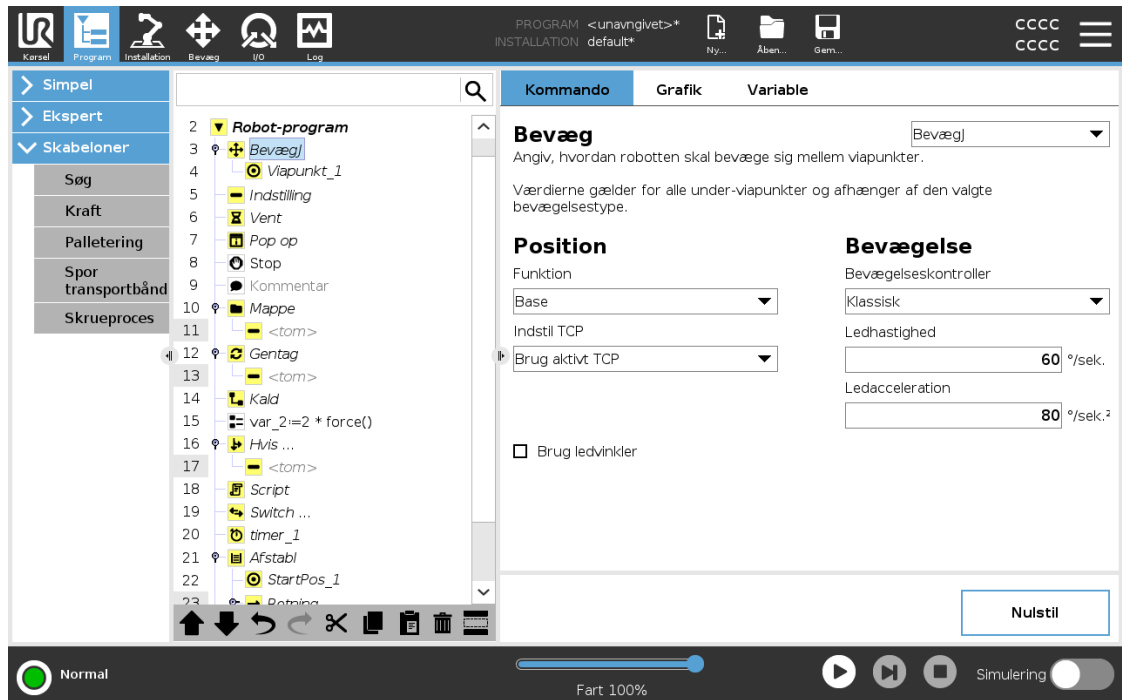 PROGRAM <unavngivet>*
INSTALLATION default*
UR
Kørsel
Program
Installation
Bevæg
I/O
Log
Ny...
Åben...
Gem...
cccc
cccc
Simpel
Ekspert
Skabeloner
Søg
Kraft
Palletering
Spor
transportbånd
Skrueproces
2 Robot-program
3 BevægJ
4 Viapunkt_1
5 Indstilling
6 Vent
7 Pop op
8 Stop
9 Kommentar
10 Mappe
11 <tom>
12 Gentag
13 <tom>
14 Kald
15 var_2:=2 * force()
16 Hvis ...
17 <tom>
18 Script
19 Switch ...
20 timer_1
21 Afstabl
22 StartPos_1
23 Retning
Kommando
Grafik
Variable
Bevæg
BevægJ
Angiv, hvordan robotten skal bevæge sig mellem viapunkter.
Værdierne gælder for alle under-viapunkter og afhænger af den valgte
bevægelsestype.
Position
Funktion
Base
Indstil TCP
Brug aktivt TCP
Brug ledvinkler
Bevægelse
Bevægelseskontroller
Klassisk
Ledhastighed
60 °/sek.
Ledacceleration
80 °/sek.²
Nulstil
Normal
Fart 100%
Simulering